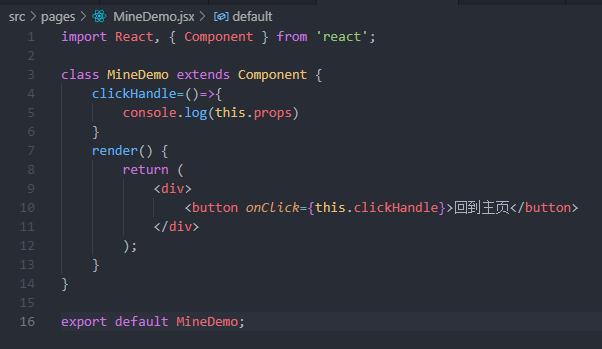 src > pages > MineDemo.jsx > default
1 import React, { Component } from 'react';
2
3 class MineDemo extends Component {
4     clickHandle=()=>{
5         console.log(this.props)
6     }
7     render() {
8         return (
9             <div>
10                 <button onClick={this.clickHandle}>回到主页</button>
11             </div>
12         );
13     }
14 }
15
16 export default MineDemo;